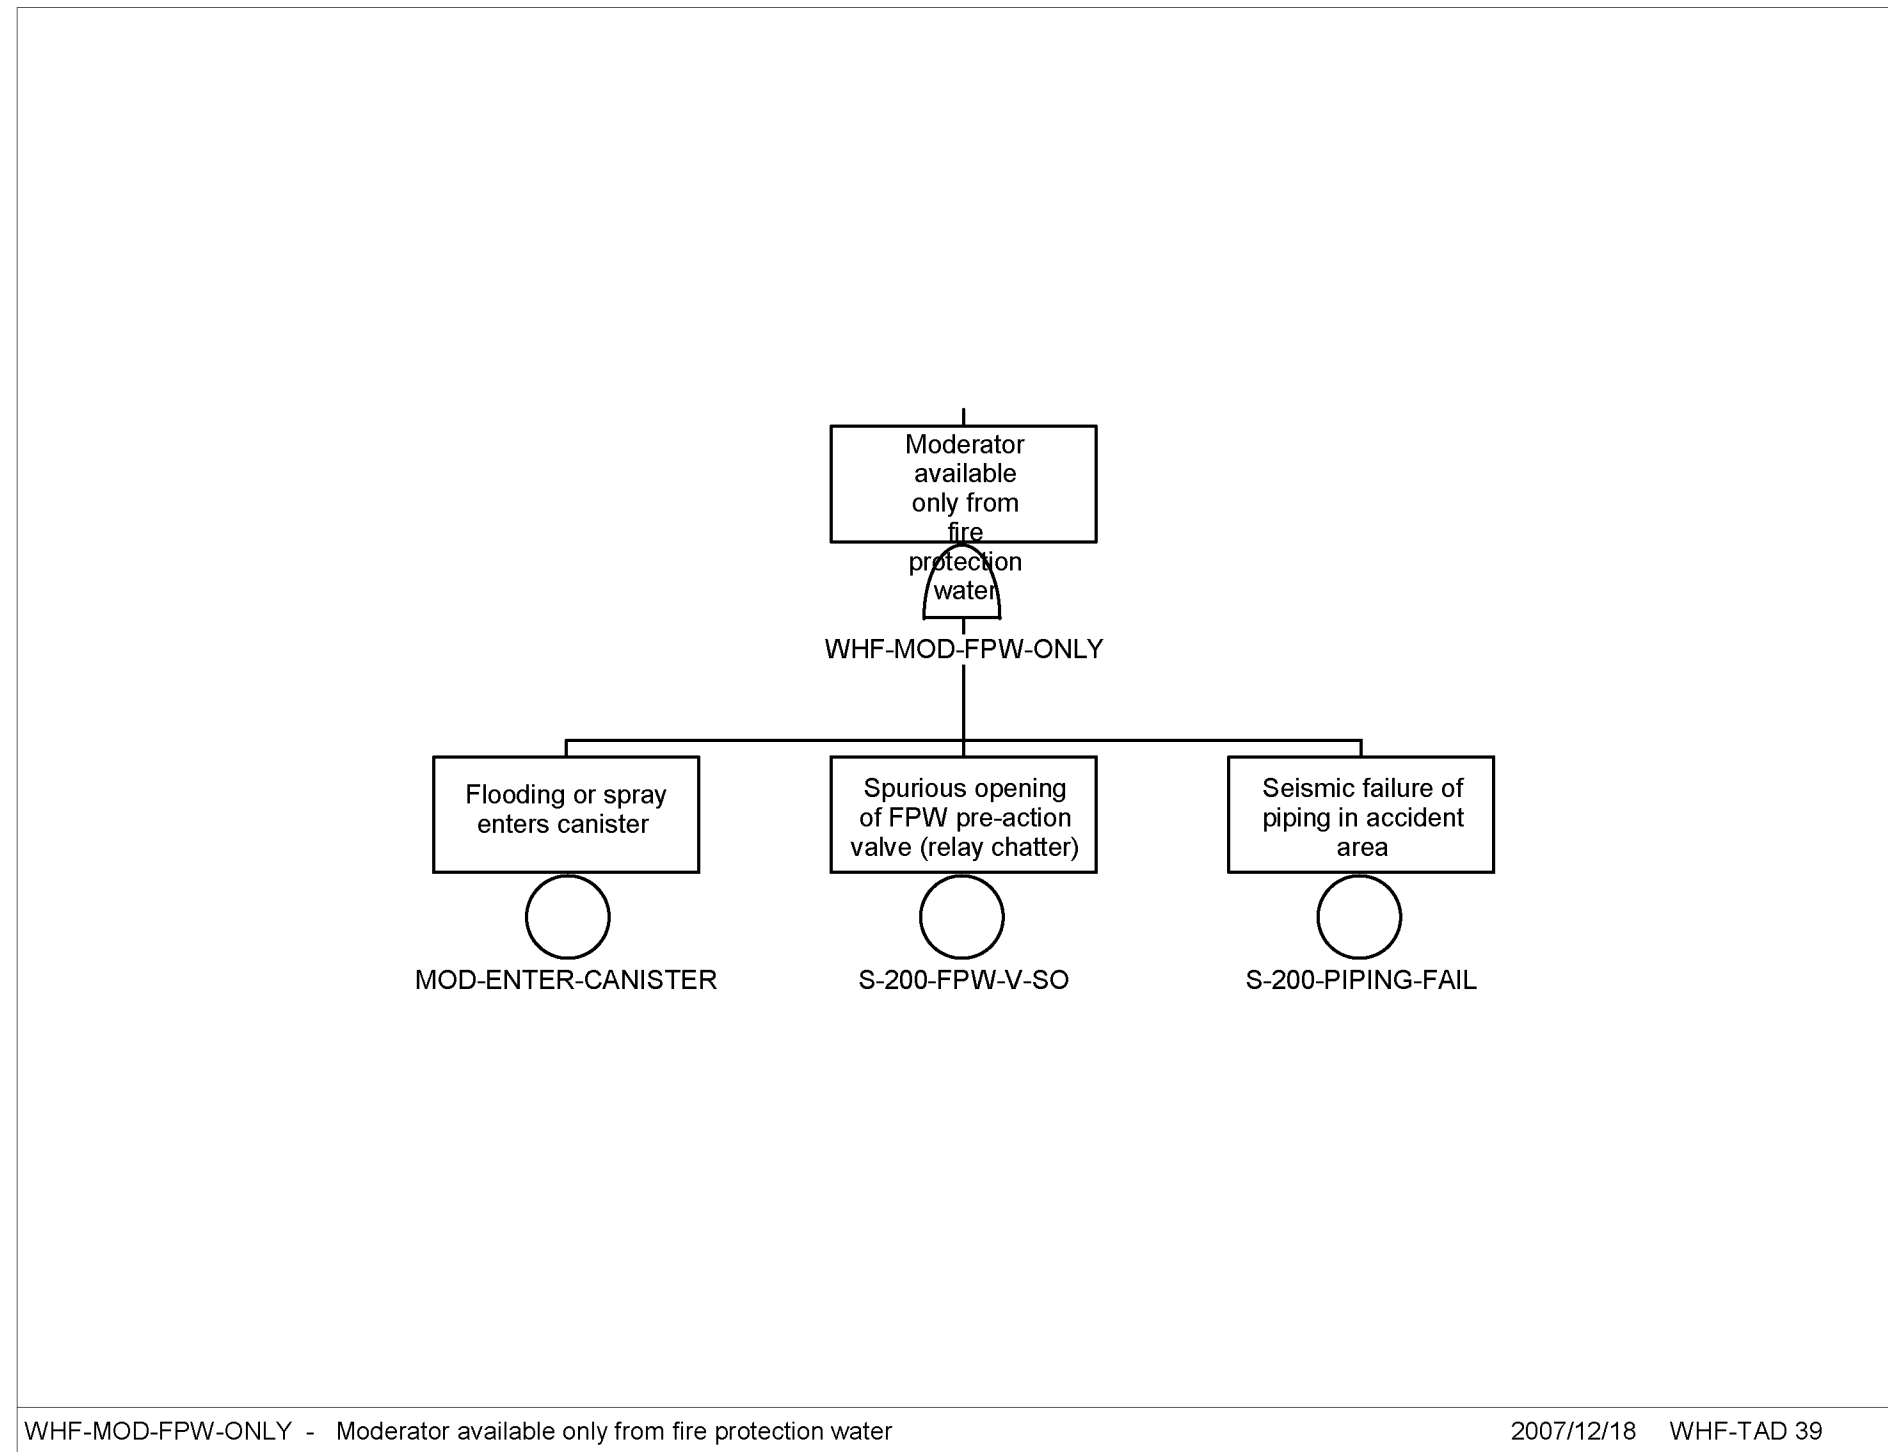 Moderator
available
only from
fire
protection
water
WHF-MOD-FPW-ONLY
Flooding or spray
enters canister
MOD-ENTER-CANISTER
Spurious opening
of FPW pre-action
valve (relay chatter)
S-200-FPW-V-SO
Seismic failure of
piping in accident
area
S-200-PIPING-FAIL
WHF-MOD-FPW-ONLY - Moderator available only from fire protection water
2007/12/18 WHF-TAD 39